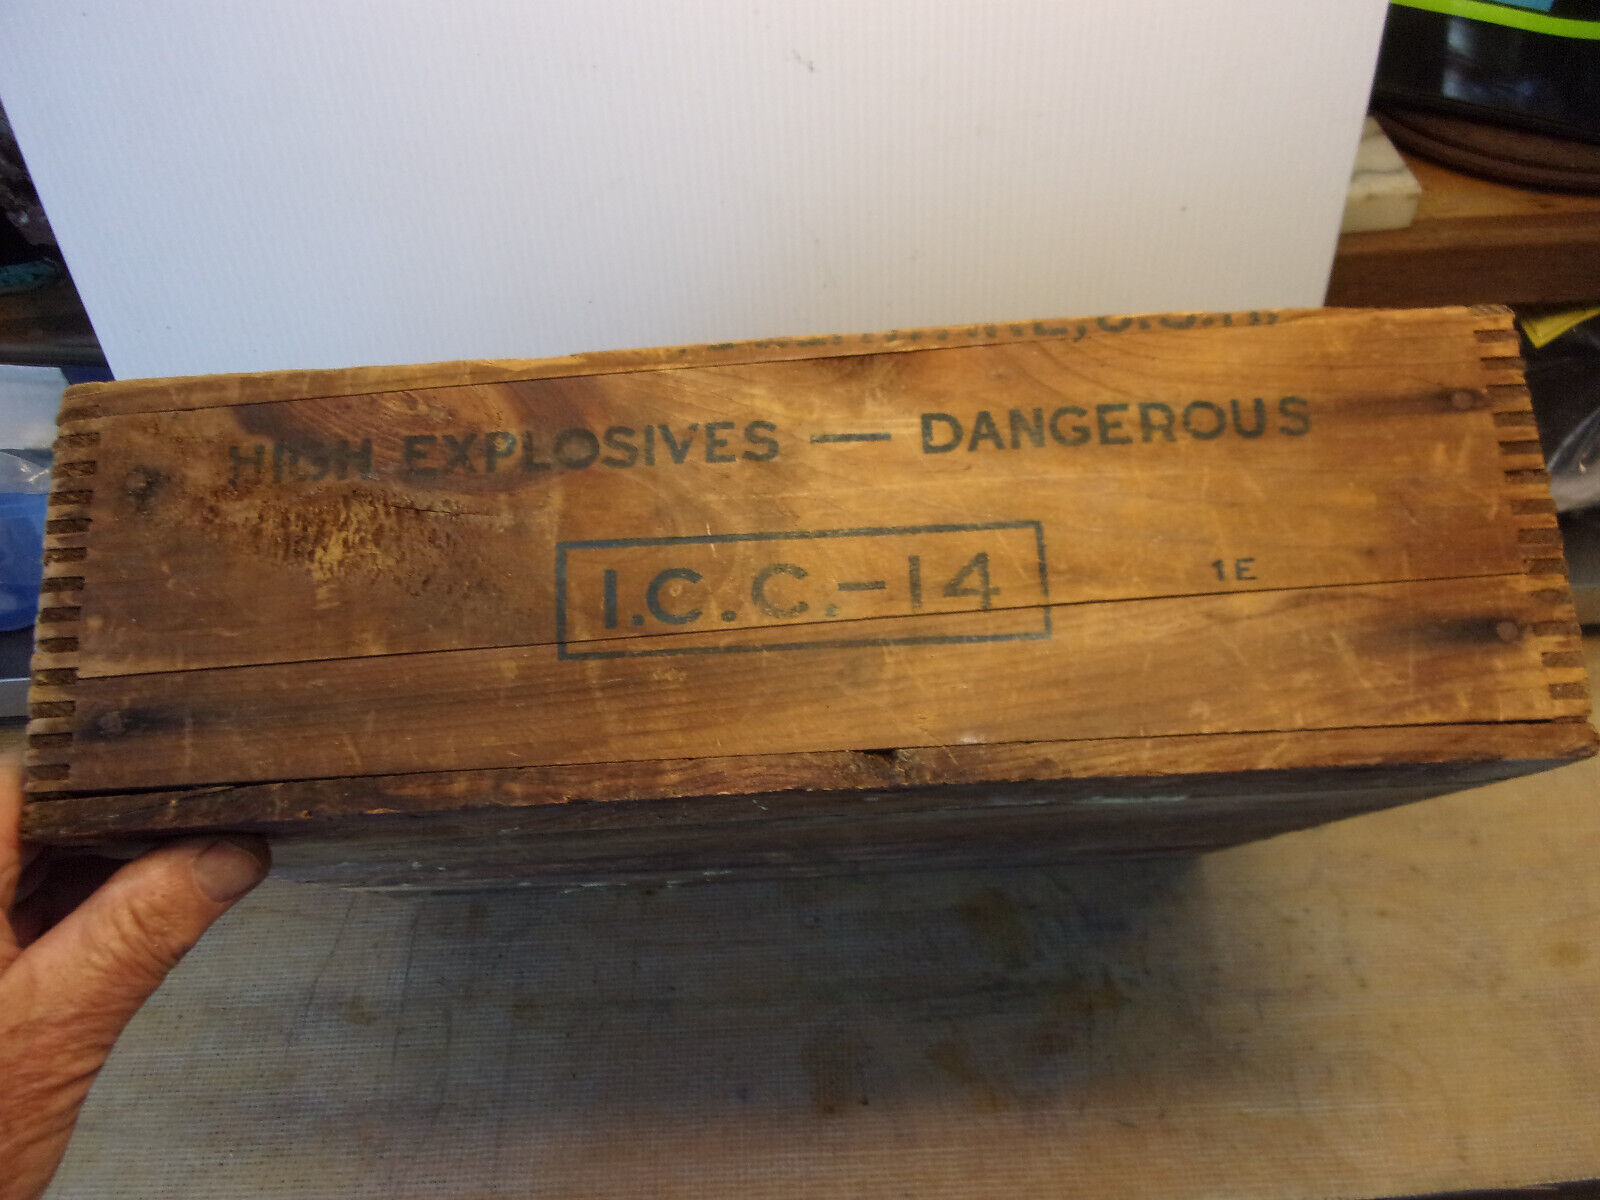 HIGH EXPLOSIVES — DANGEROUS
I.C.C.-14
1E